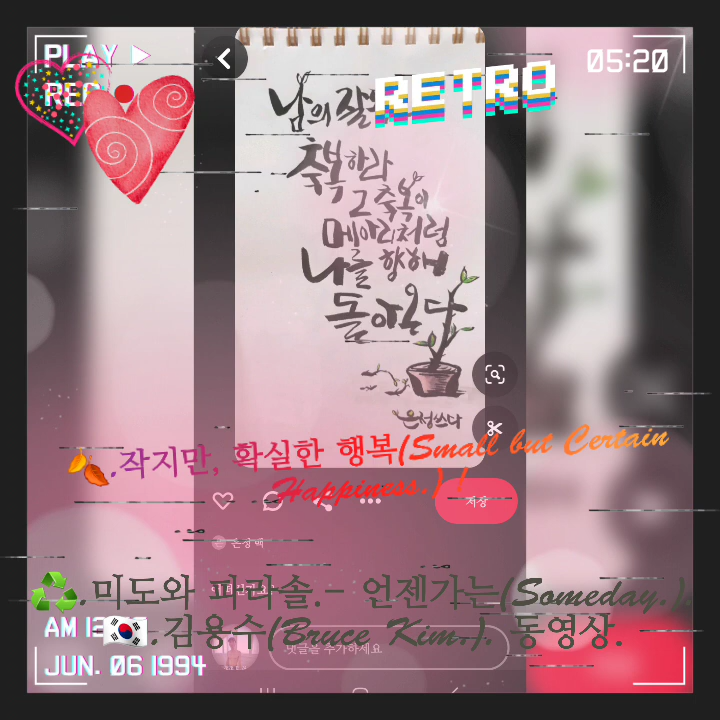 PLAY
05:20
REC
RETRO
남의 잘
축복하라
그 축복이
메아리처럼
나를 향해
돌아온다
은정쓰다
.작지만, 확실한 행복(Small but Certain
Happiness.) !
저장
.미도와 파라솔.- 언젠가는(Someday.).
.김용수(Bruce Kim.). 동영상.
AM
댓글을 추가하세요
JUN. 06 1994